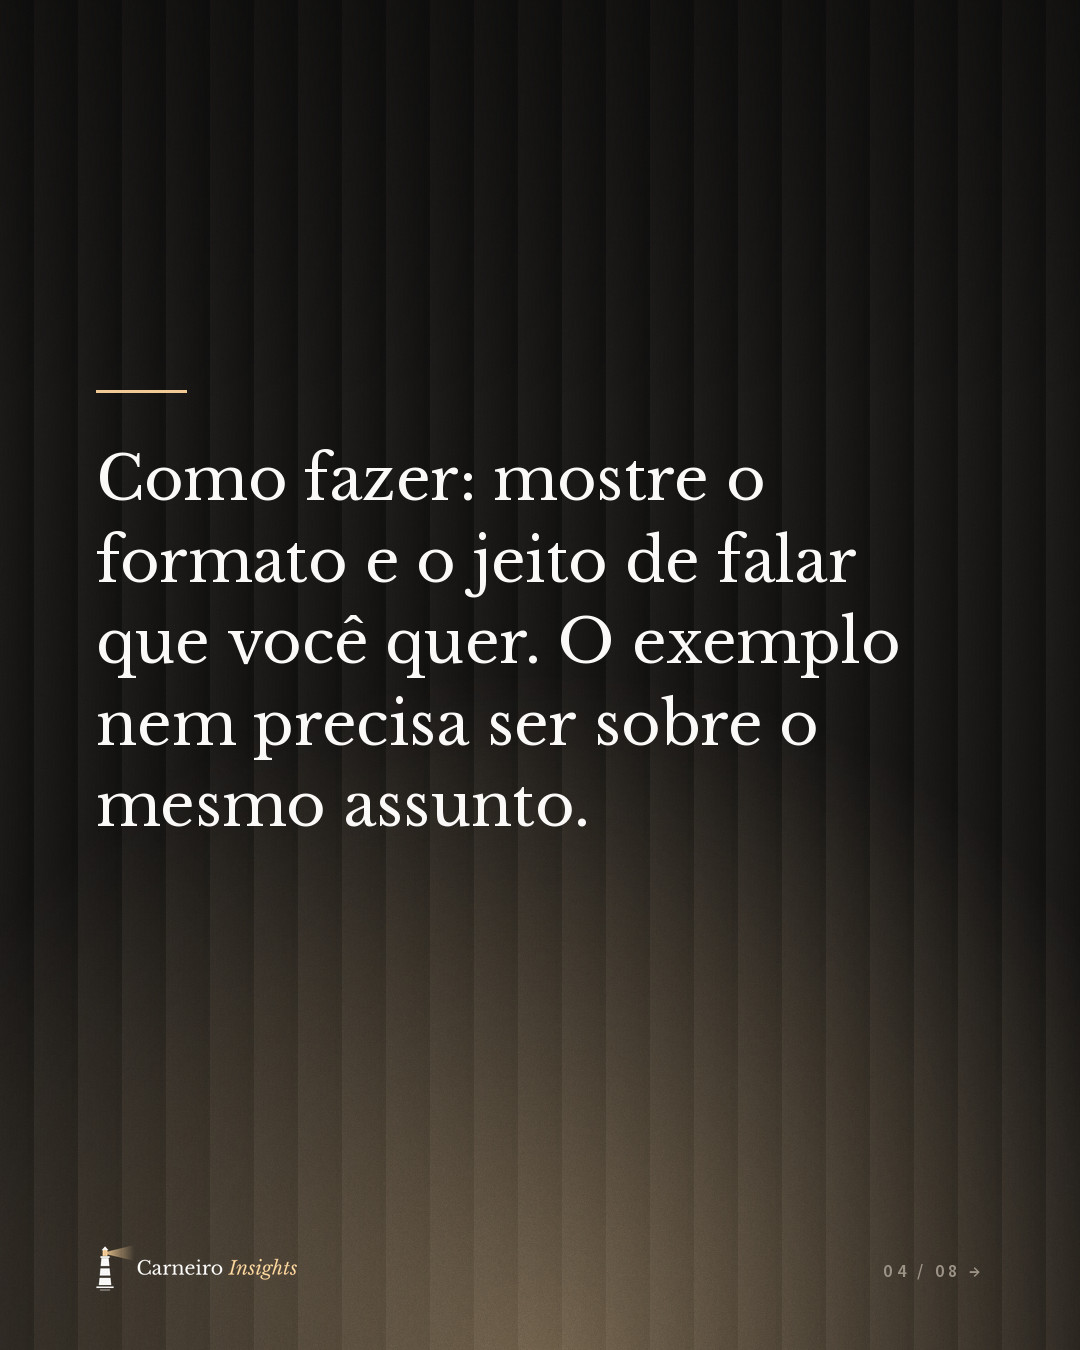 Como fazer: mostre o
formato e o jeito de falar
que você quer. O exemplo
nem precisa ser sobre o
mesmo assunto.
Carneiro Insights
04 / 08 →